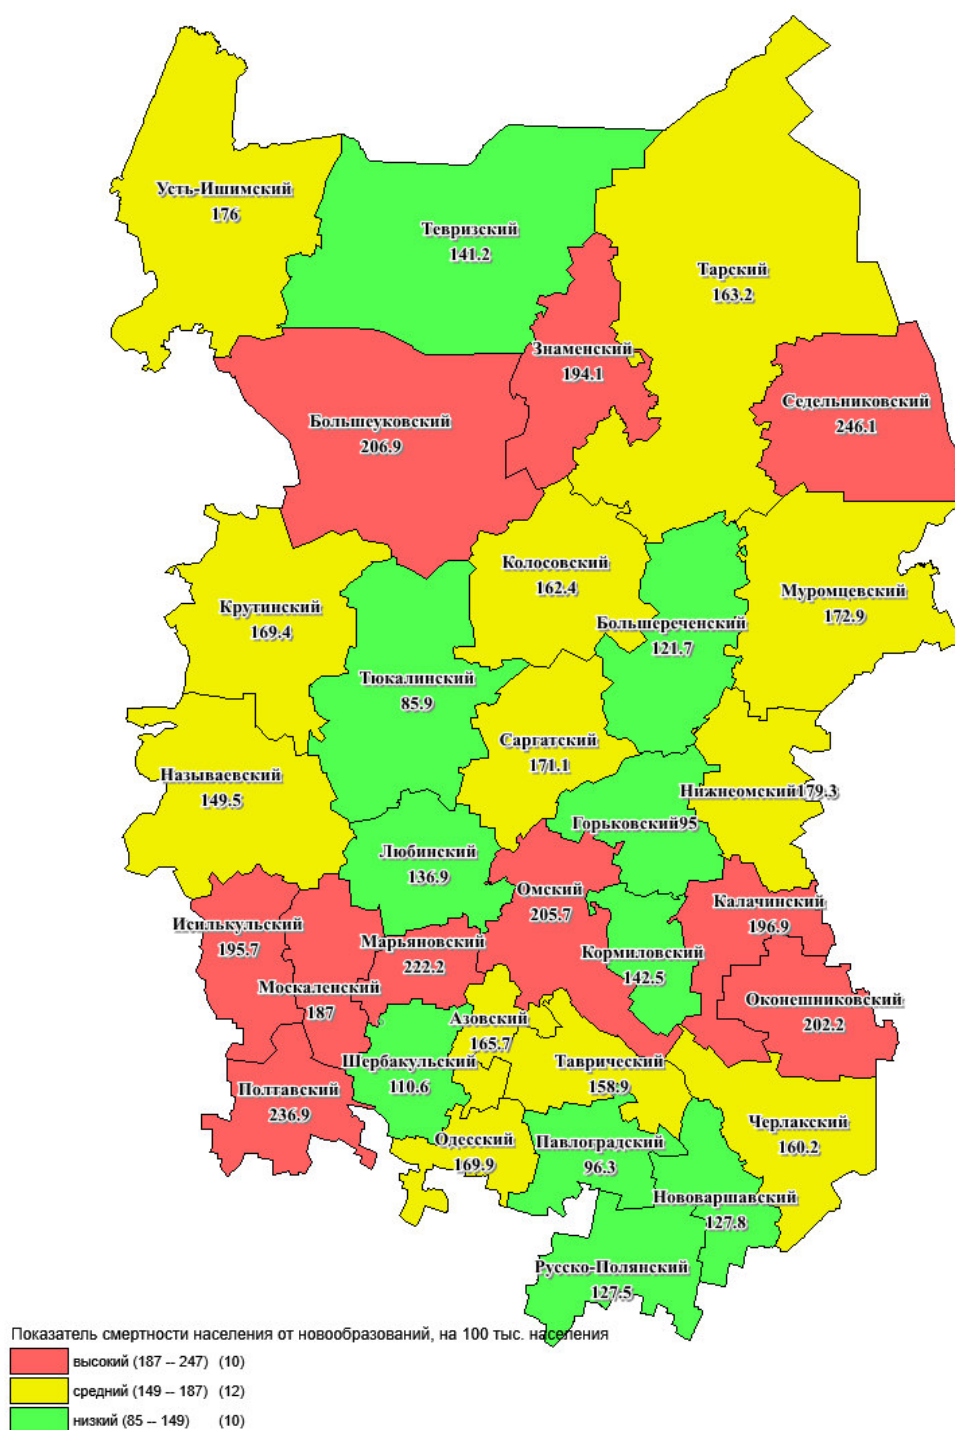 Усть-Ишимский
176
Тевризский
141.2
Тарский
163.2
Знаменский
194.1
Седельниковский
246.1
Большеуковский
206.9
Колосовский
162.4
Муромцевский
172.9
Крутинский
169.4
Большереченский
121.7
Тюкалинский
85.9
Саргатский
171.1
Называевский
149.5
Нижнеомский179.3
Горьковский95
Любинский
136.9
Омский
205.7
Калачинский
196.9
Исилькульский
195.7
Марьяновский
222.2
Кормиловский
142.5
Москаленский
187
Оконешниковский
202.2
Азовский
165.7
Шербакульский
110.6
Таврический
158.9
Полтавский
236.9
Черлакский
160.2
Одесский
169.9
Павлоградский
96.3
Нововаршавский
127.8
Русско-Полянский
127.5
Показатель смертности населения от новообразований, на 100 тыс. населения
высокий (187 -- 247) (10)
средний (149 -- 187) (12)
низкий (85 -- 149) (10)